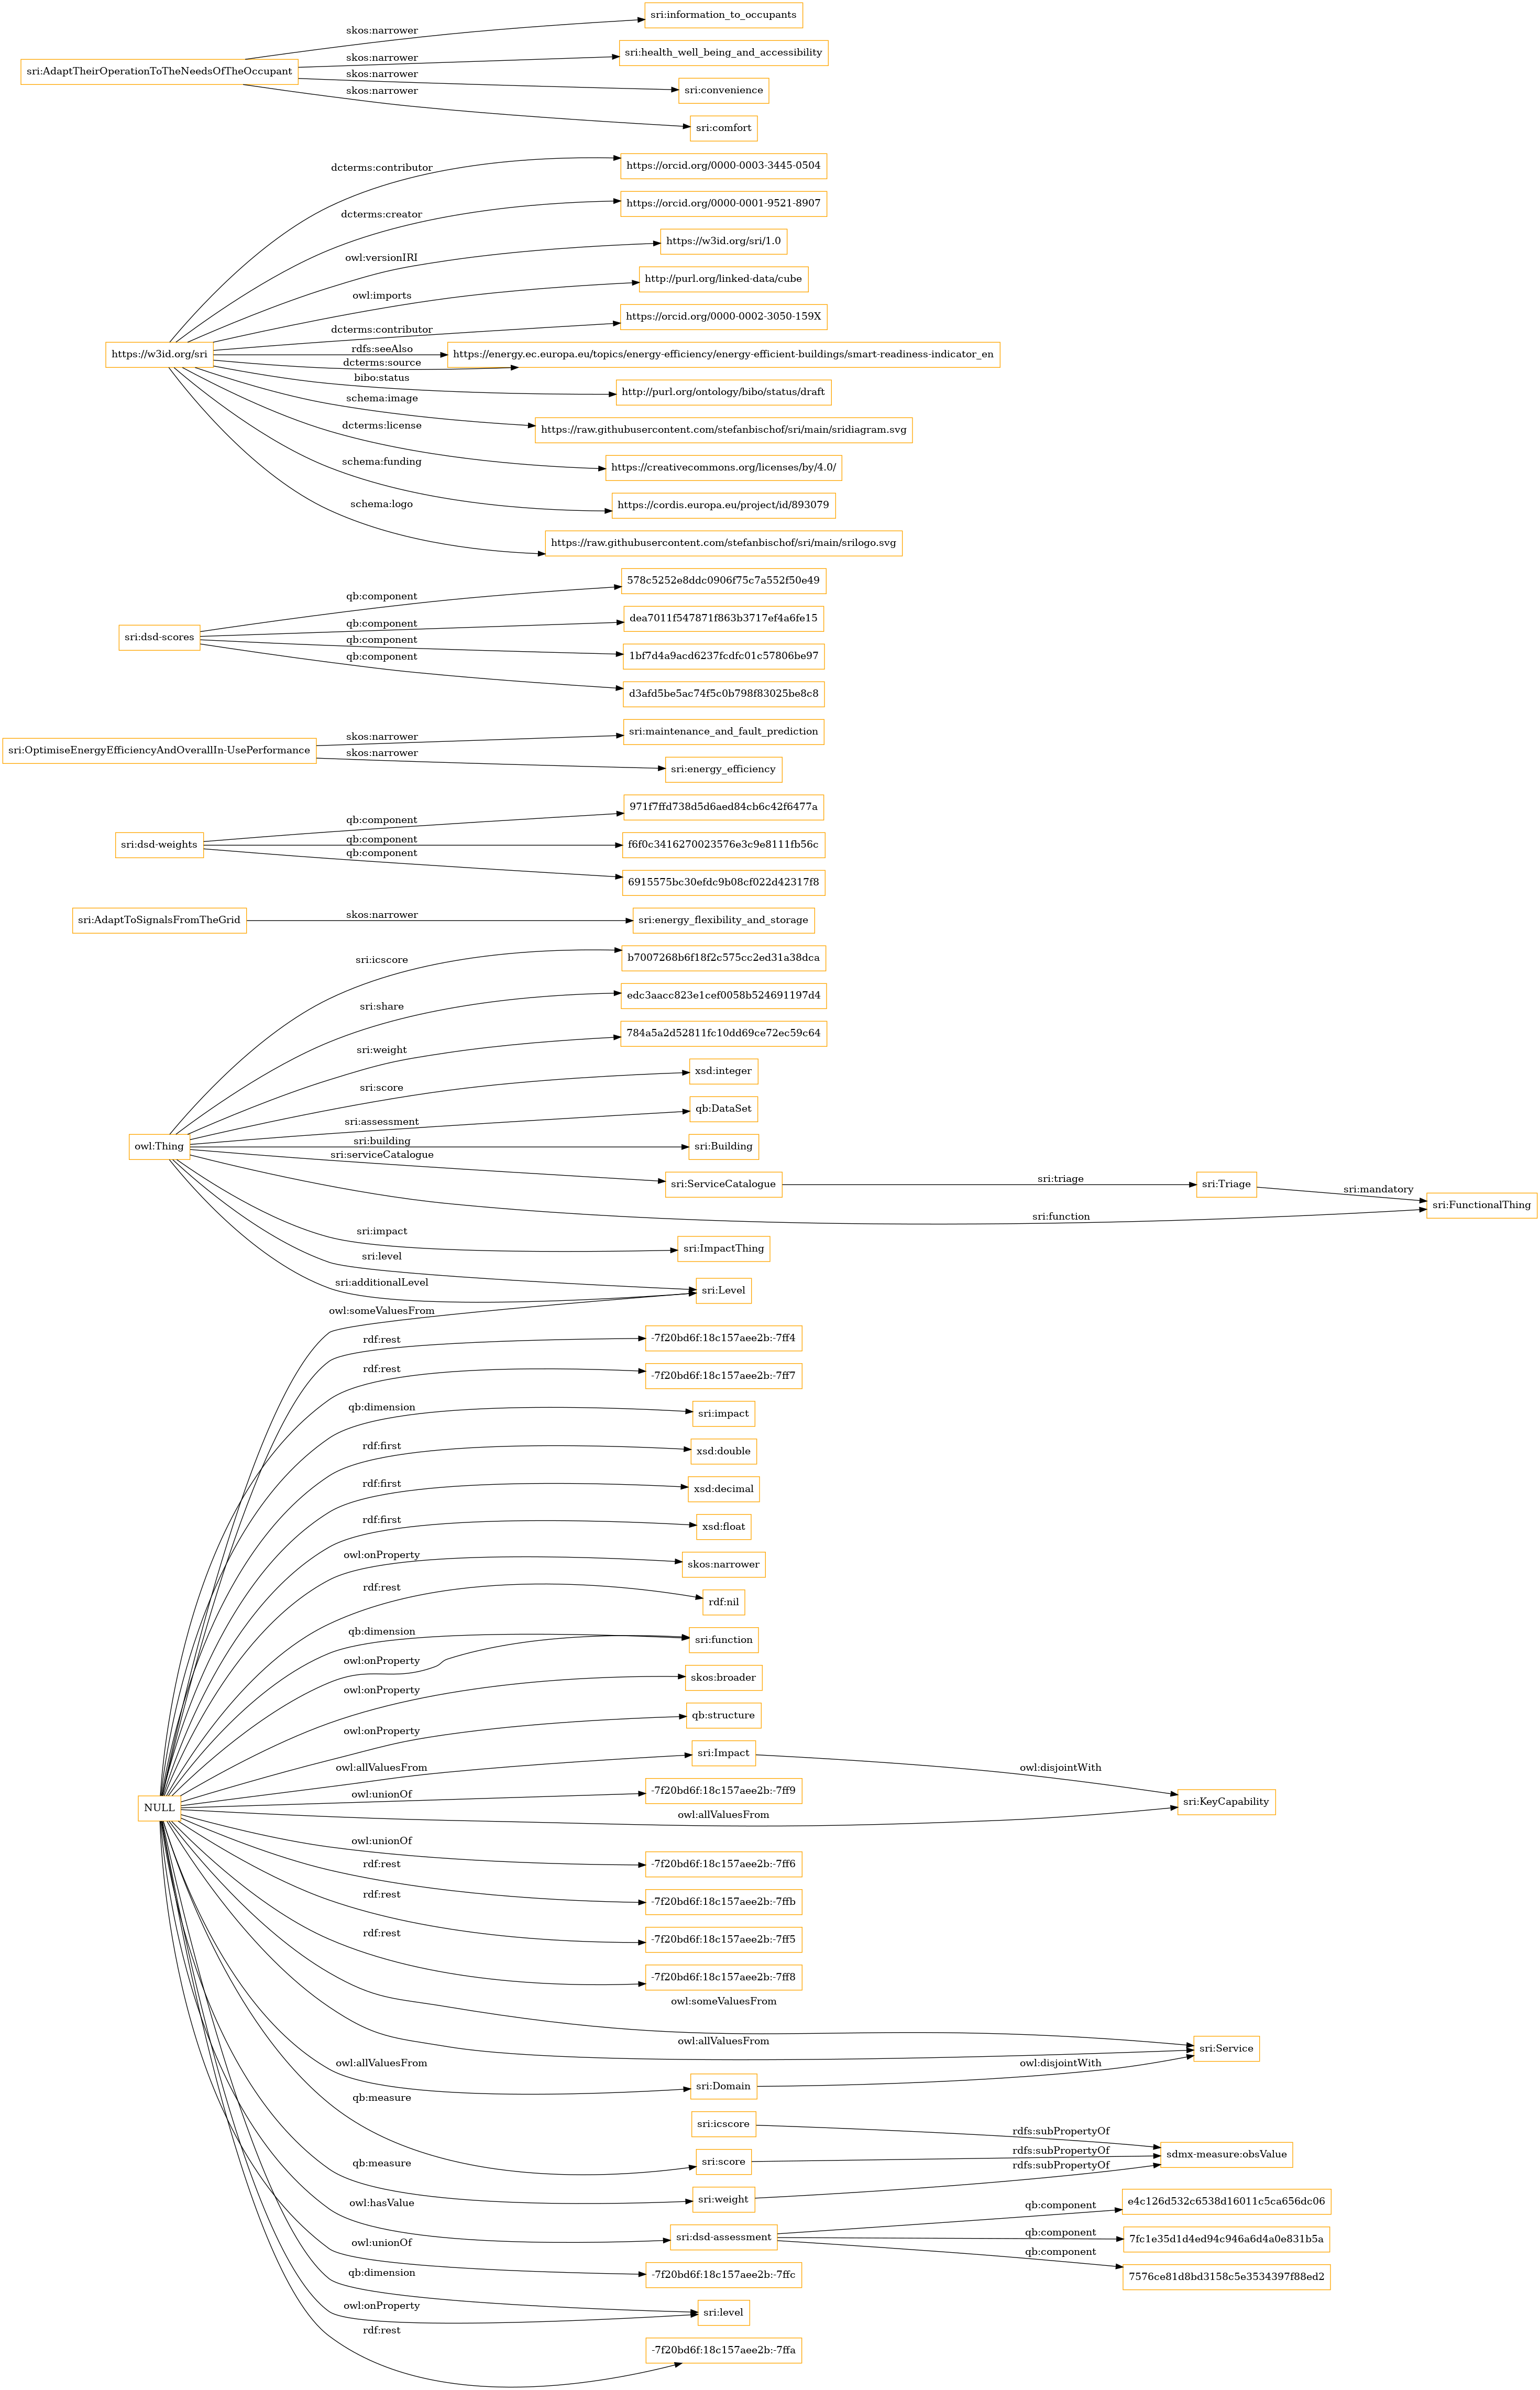 sri:information_to_occupants
skos:narrower
sri:health_well_being_and_accessibility
skos:narrower
sri:AdaptTheirOperationToTheNeedsOfTheOccupant
skos:narrower
sri:convenience
skos:narrower
sri:comfort
https://orcid.org/0000-0003-3445-0504
dcterms:contributor
https://orcid.org/0000-0001-9521-8907
dcterms:creator
https://w3id.org/sri/1.0
owl:versionIRI
http://purl.org/linked-data/cube
owl:imports
https://orcid.org/0000-0002-3050-159X
dcterms:contributor
https://w3id.org/sri
rdfs:seeAlso
https://energy.ec.europa.eu/topics/energy-efficiency/energy-efficient-buildings/smart-readiness-indicator_en
dcterms:source
bibo:status
http://purl.org/ontology/bibo/status/draft
schema:image
https://raw.githubusercontent.com/stefanbischof/sri/main/sridiagram.svg
dcterms:license
https://creativecommons.org/licenses/by/4.0/
schema:funding
https://cordis.europa.eu/project/id/893079
schema:logo
https://raw.githubusercontent.com/stefanbischof/sri/main/srilogo.svg
578c5252e8ddc0906f75c7a552f50e49
qb:component
dea7011f547871f863b3717ef4a6fe15
qb:component
sri:dsd-scores
qb:component
1bf7d4a9acd6237fcdfc01c57806be97
qb:component
d3afd5be5ac74f5c0b798f83025be8c8
sri:maintenance_and_fault_prediction
skos:narrower
sri:OptimiseEnergyEfficiencyAndOverallIn-UsePerformance
skos:narrower
sri:energy_efficiency
971f7ffd738d5d6aed84cb6c42f6477a
qb:component
sri:dsd-weights
qb:component
f6f0c3416270023576e3c9e8111fb56c
qb:component
6915575bc30efdc9b08cf022d42317f8
sri:AdaptToSignalsFromTheGrid
skos:narrower
sri:energy_flexibility_and_storage
sri:icscore
b7007268b6f18f2c575cc2ed31a38dca
edc3aacc823e1cef0058b524691197d4
sri:share
784a5a2d52811fc10dd69ce72ec59c64
sri:weight
xsd:integer
sri:score
qb:DataSet
sri:assessment
owl:Thing
sri:building
sri:Building
sri:serviceCatalogue
sri:ServiceCatalogue
sri:triage
sri:Triage
sri:mandatory
sri:FunctionalThing
sri:function
sri:impact
sri:ImpactThing
sri:level
sri:additionalLevel
sri:Level
owl:someValuesFrom
rdf:rest
-7f20bd6f:18c157aee2b:-7ff4
rdf:rest
-7f20bd6f:18c157aee2b:-7ff7
qb:dimension
sri:impact
rdf:first
xsd:double
rdf:first
xsd:decimal
rdf:first
xsd:float
owl:onProperty
skos:narrower
rdf:rest
rdf:nil
qb:dimension
sri:function
owl:onProperty
skos:broader
owl:onProperty
qb:structure
owl:onProperty
sri:Impact
owl:allValuesFrom
owl:disjointWith
-7f20bd6f:18c157aee2b:-7ff9
owl:unionOf
NULL
sri:KeyCapability
owl:allValuesFrom
owl:unionOf
-7f20bd6f:18c157aee2b:-7ff6
rdf:rest
-7f20bd6f:18c157aee2b:-7ffb
rdf:rest
-7f20bd6f:18c157aee2b:-7ff5
rdf:rest
-7f20bd6f:18c157aee2b:-7ff8
owl:someValuesFrom
owl:allValuesFrom
sri:Service
owl:allValuesFrom
sri:Domain
owl:disjointWith
qb:measure
sri:icscore
rdfs:subPropertyOf
sri:score
rdfs:subPropertyOf
sdmx-measure:obsValue
qb:measure
sri:weight
rdfs:subPropertyOf
owl:hasValue
sri:dsd-assessment
qb:component
e4c126d532c6538d16011c5ca656dc06
qb:component
7fc1e35d1d4ed94c946a6d4a0e831b5a
qb:component
7576ce81d8bd3158c5e3534397f88ed2
owl:unionOf
-7f20bd6f:18c157aee2b:-7ffc
qb:dimension
owl:onProperty
sri:level
rdf:rest
-7f20bd6f:18c157aee2b:-7ffa